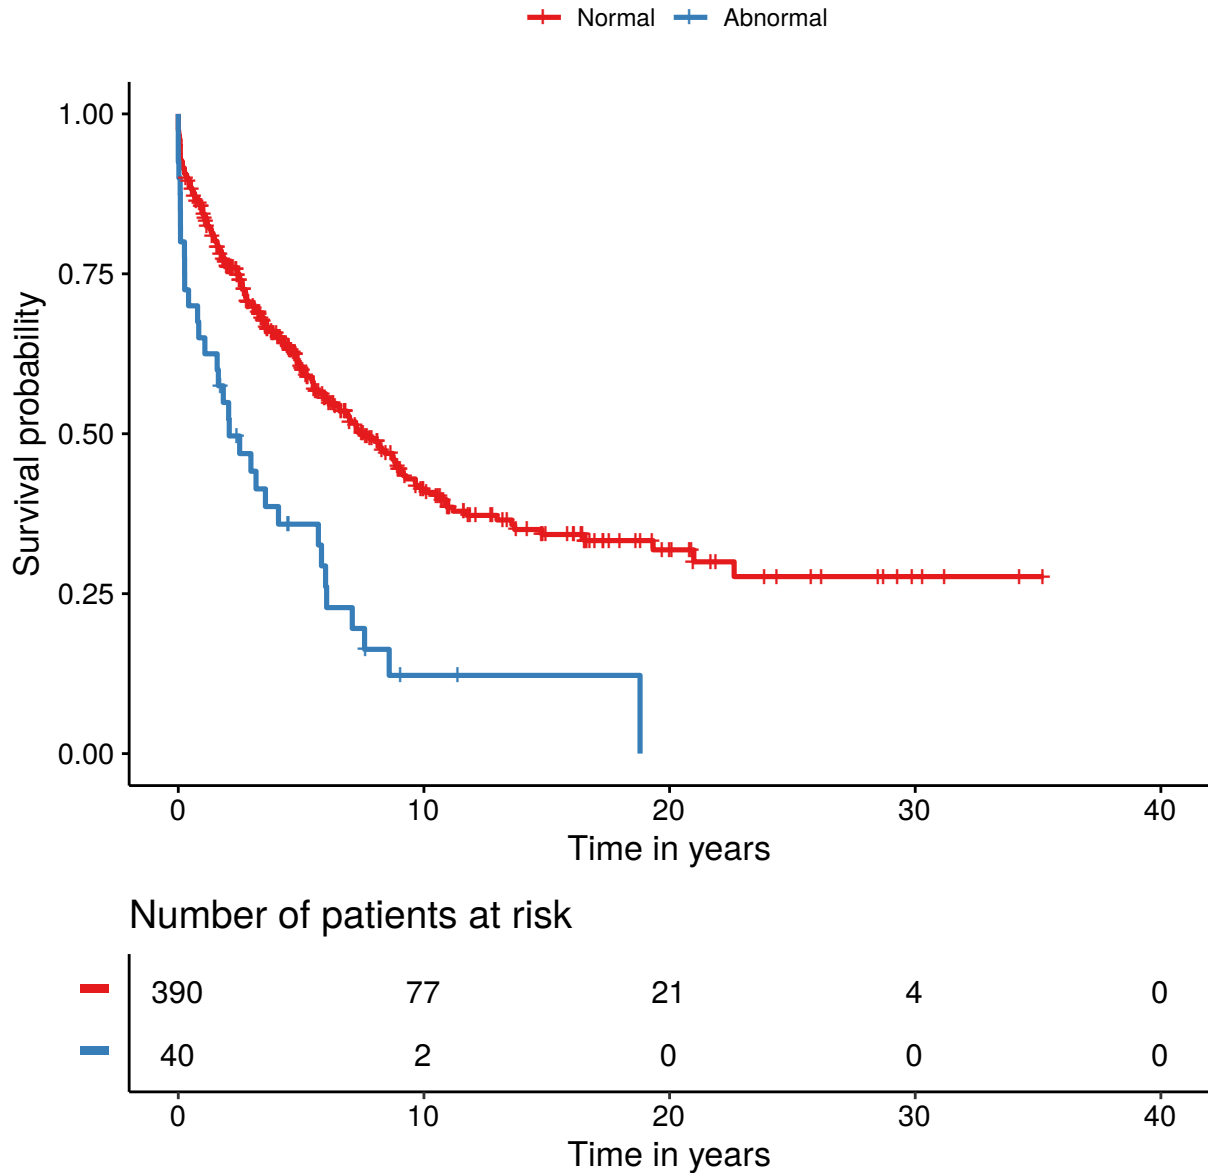 Normal Abnormal
Survival probability
1.00
0.75
0.50
0.25
0.00
0 10 20 30 40
Time in years
Number of patients at risk
390 77 21 4 0
40 2 0 0 0
0 10 20 30 40
Time in years